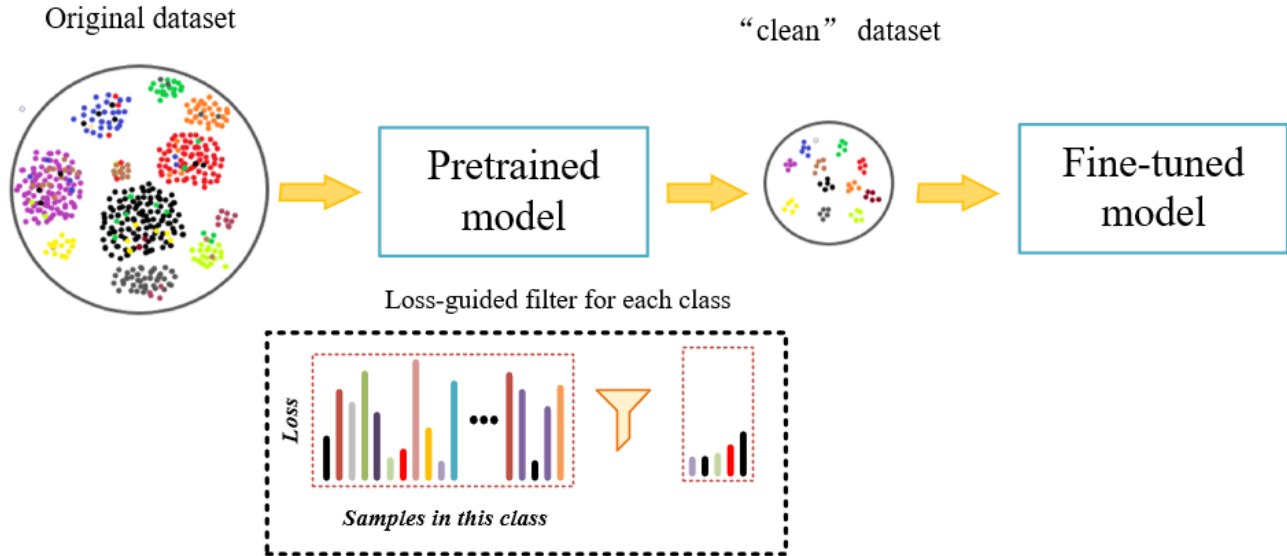 Original dataset
“clean” dataset
Pretrained
model
Fine-tuned
model
Loss-guided filter for each class
Loss
Samples in this class